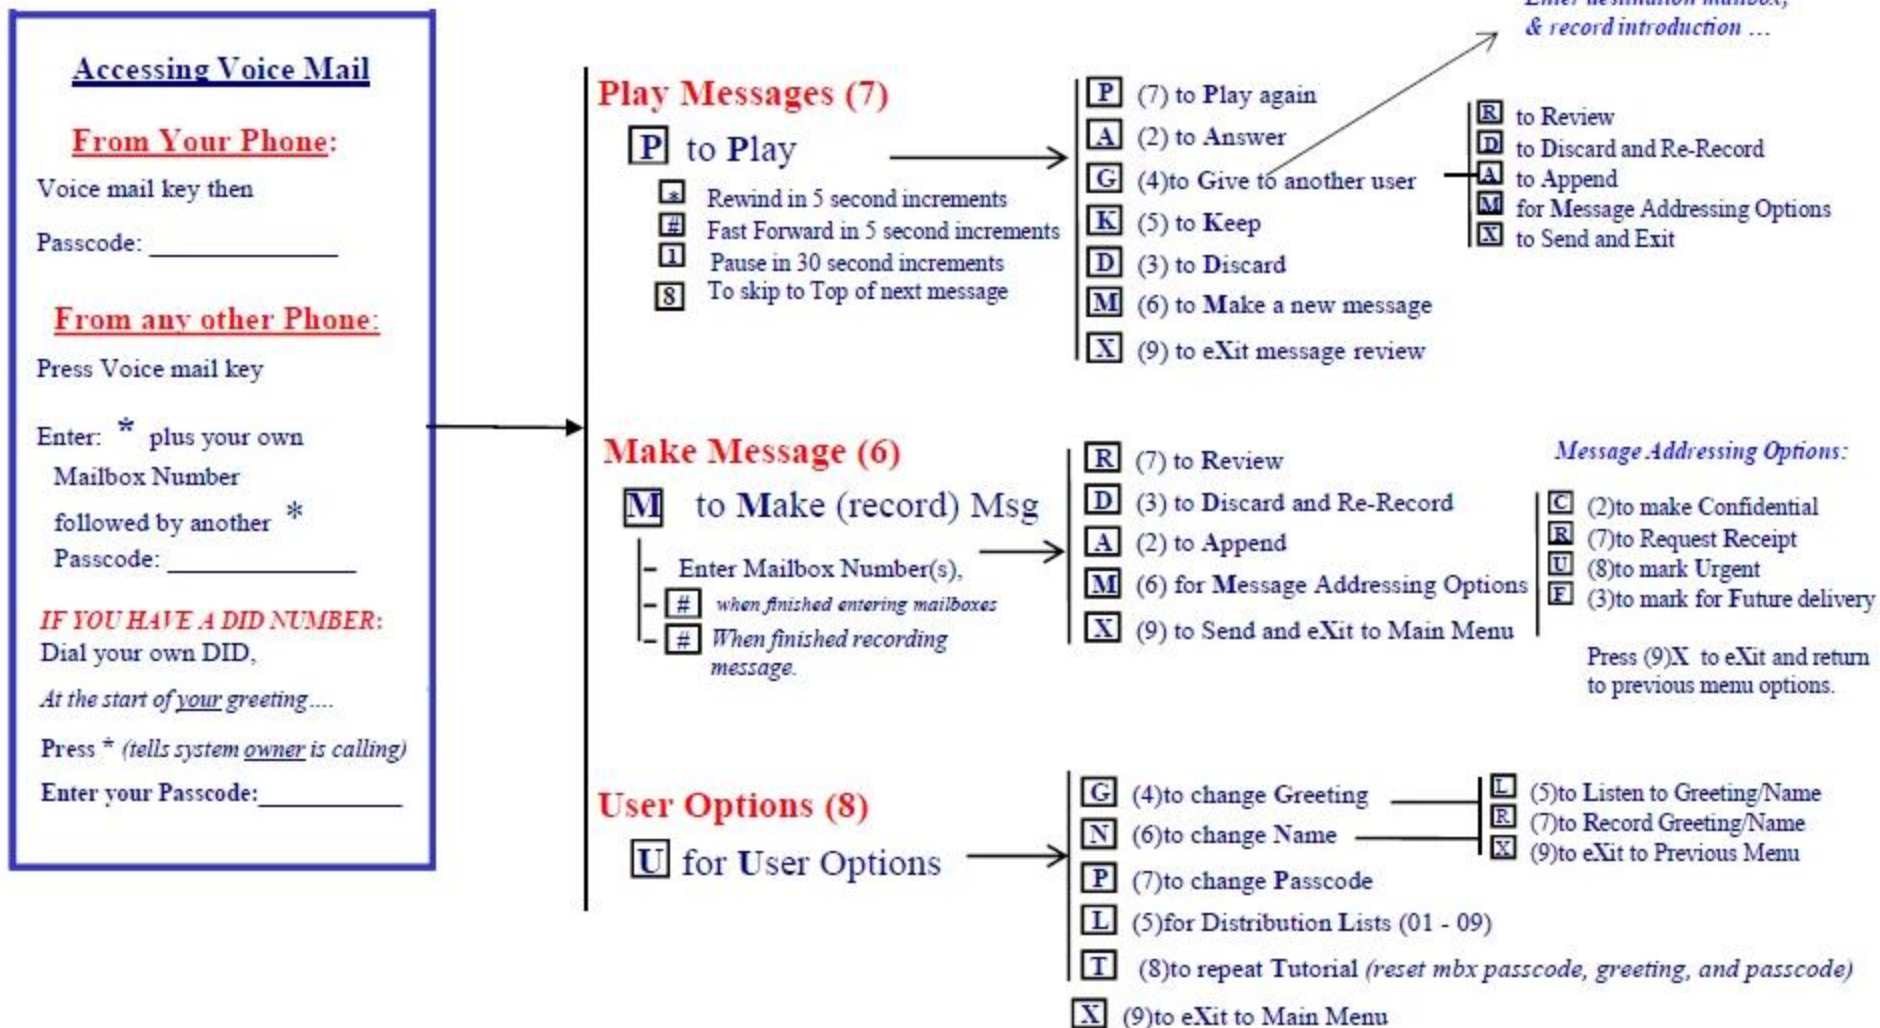 Accessing Voice Mail
From Your Phone:
Voice mail key then
Passcode: _______________
From any other Phone:
Press Voice mail key
Enter: * plus your own
Mailbox Number
followed by another *
Passcode: _______________
IF YOU HAVE A DID NUMBER:
Dial your own DID,
At the start of your greeting....
Press * (tells system owner is calling)
Enter your Passcode:___________
Play Messages (7)
P to Play
* Rewind in 5 second increments
# Fast Forward in 5 second increments
1 Pause in 30 second increments
8 To skip to Top of next message
P (7) to Play again
A (2) to Answer
G (4)to Give to another user
K (5) to Keep
D (3) to Discard
M (6) to Make a new message
X (9) to eXit message review
Enter destination mailbox,
& record introduction ...
R to Review
D to Discard and Re-Record
A to Append
M for Message Addressing Options
X to Send and Exit
Make Message (6)
M to Make (record) Msg
– Enter Mailbox Number(s),
– # when finished entering mailboxes
– # When finished recording
message.
R (7) to Review
D (3) to Discard and Re-Record
A (2) to Append
M (6) for Message Addressing Options
X (9) to Send and eXit to Main Menu
Message Addressing Options:
C (2)to make Confidential
R (7)to Request Receipt
U (8)to mark Urgent
F (3)to mark for Future delivery
Press (9)X to eXit and return
to previous menu options.
User Options (8)
U for User Options
G (4)to change Greeting
N (6)to change Name
P (7)to change Passcode
L (5)for Distribution Lists (01 - 09)
T (8)to repeat Tutorial (reset mbx passcode, greeting, and passcode)
X (9)to eXit to Main Menu
L (5)to Listen to Greeting/Name
R (7)to Record Greeting/Name
X (9)to eXit to Previous Menu